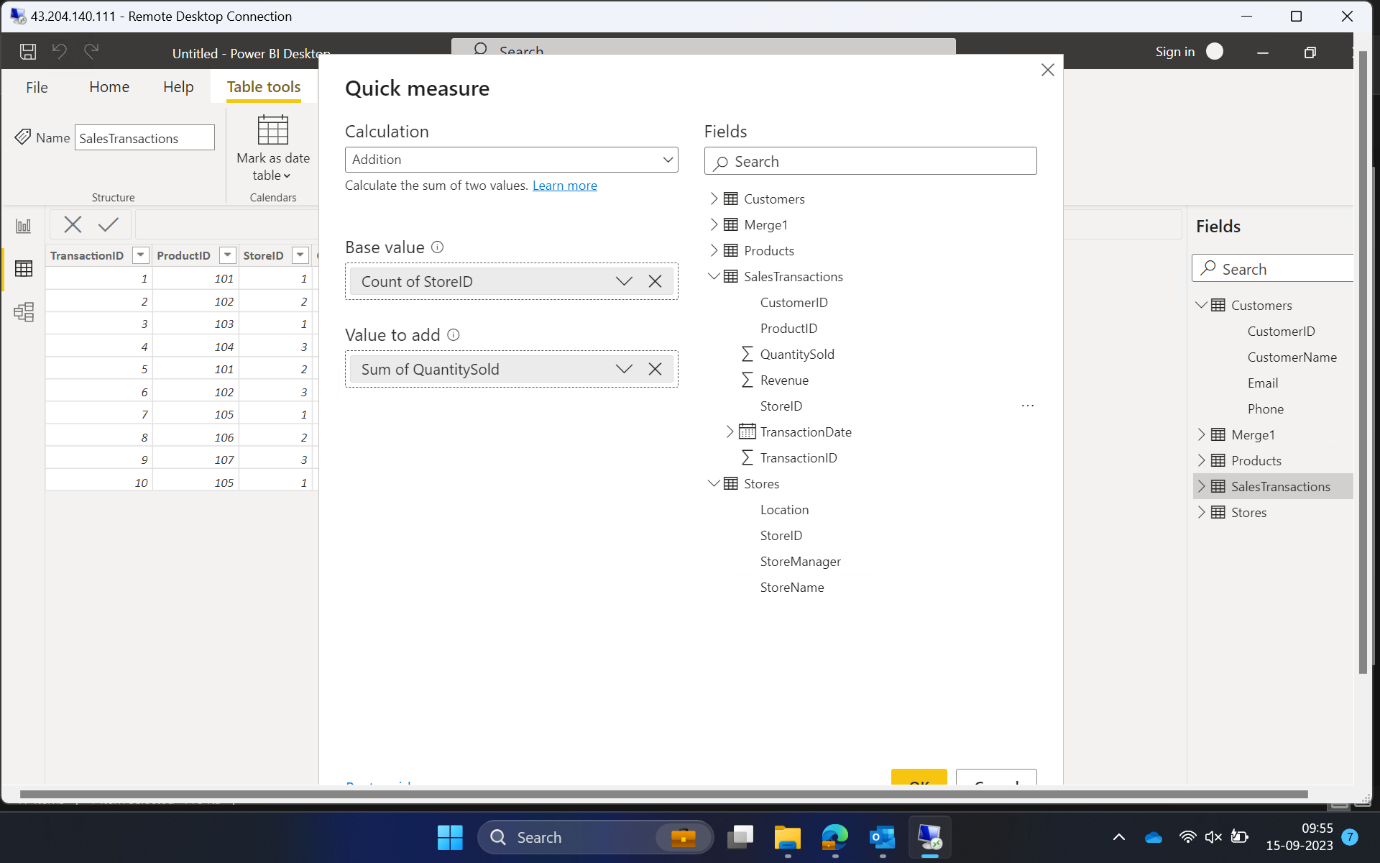 43.204.140.111 - Remote Desktop Connection
Untitled - Power BI Desktop
Search
Sign in
File Home Help Table tools
Name SalesTransactions
Mark as date
table
Structure
Calendars
Quick measure
Calculation
Addition
Calculate the sum of two values. Learn more
Base value
Count of StoreID
Value to add
Sum of QuantitySold
Fields
Search
Customers
Merge1
Products
SalesTransactions
CustomerID
ProductID
QuantitySold
Revenue
StoreID
TransactionDate
TransactionID
Stores
Location
StoreID
StoreManager
StoreName
OK Cancel
TransactionID ProductID StoreID
1 101 1
2 102 2
3 103 1
4 104 3
5 101 2
6 102 3
7 105 1
8 106 2
9 107 3
10 105 1
Fields
Search
Customers
CustomerID
CustomerName
Email
Phone
Merge1
Products
SalesTransactions
Stores
Search
09:55
15-09-2023
7